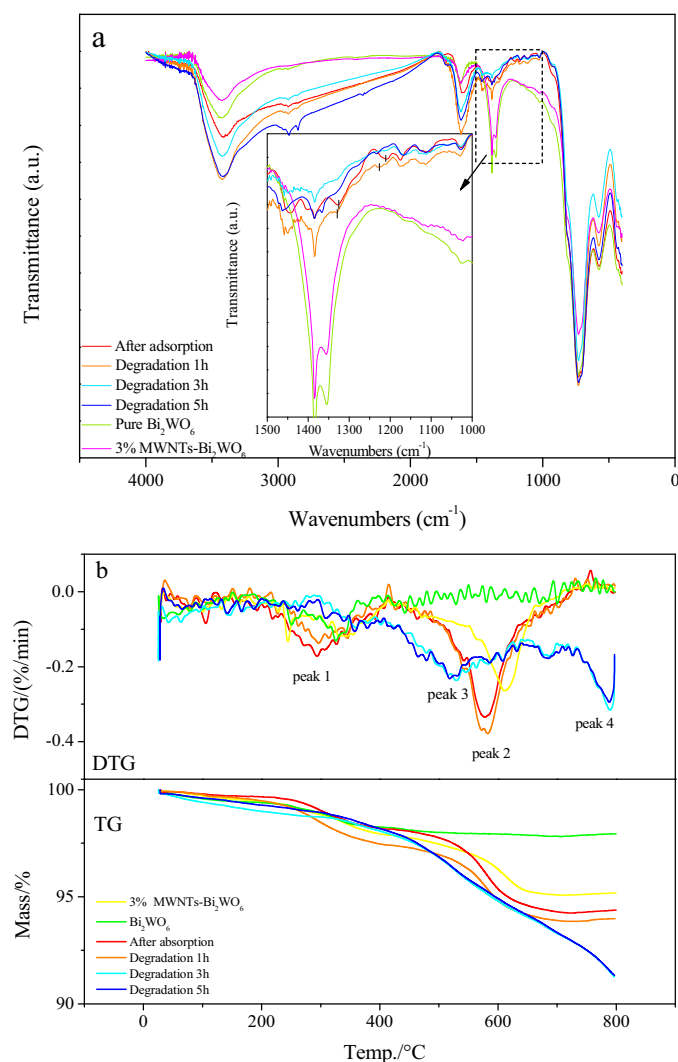 a
Transmittance (a.u.)
After adsorption
Degradation 1h
Degradation 3h
Degradation 5h
Pure Bi₂WO₆
3% MWNTs-Bi₂WO₆
Transmittance (a.u.)
1500 1400 1300 1200 1100 1000
Wavenumbers (cm⁻¹)
4000 3000 2000 1000 0
Wavenumbers (cm⁻¹)
b
0.0
-0.2
-0.4
DTG/(%/min)
peak 1
peak 3
peak 4
peak 2
DTG
TG
100
95
90
Mass/%
3% MWNTs-Bi₂WO₆
Bi₂WO₆
After absorption
Degradation 1h
Degradation 3h
Degradation 5h
0 200 400 600 800
Temp./°C